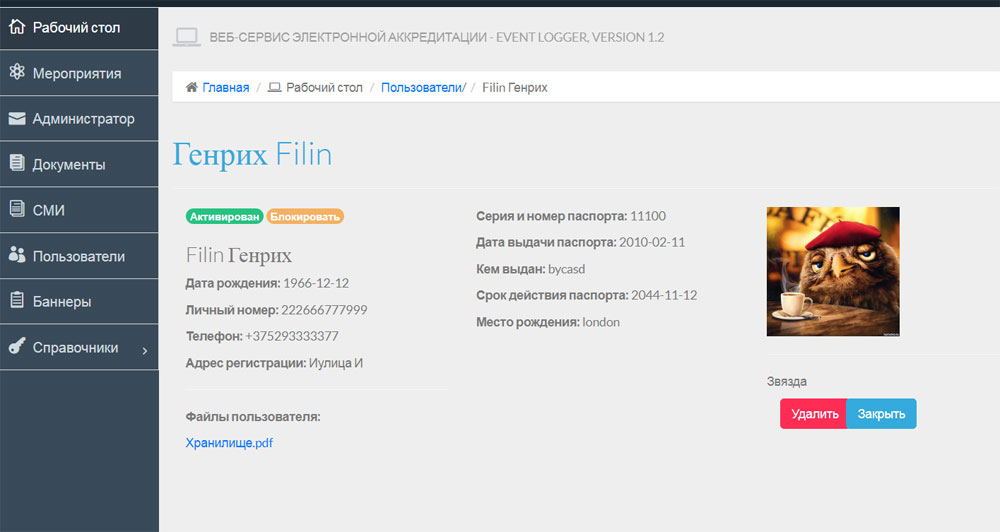 Рабочий стол
Мероприятия
Администратор
Документы
СМИ
Пользователи
Баннеры
Справочники
ВЕБ-СЕРВИС ЭЛЕКТРОННОЙ АККРЕДИТАЦИИ - EVENT LOGGER, VERSION 1.2
Главная / Рабочий стол / Пользователи/ / Filin Генрих
Генрих Filin
Активирован Блокировать
Filin Генрих
Дата рождения: 1966-12-12
Личный номер: 222666777999
Телефон: +375293333377
Адрес регистрации: Иулица И
Файлы пользователя:
Хранилище.pdf
Серия и номер паспорта: 11100
Дата выдачи паспорта: 2010-02-11
Кем выдан: bycasd
Срок действия паспорта: 2044-11-12
Место рождения: london
Звязда
Удалить Закрыть